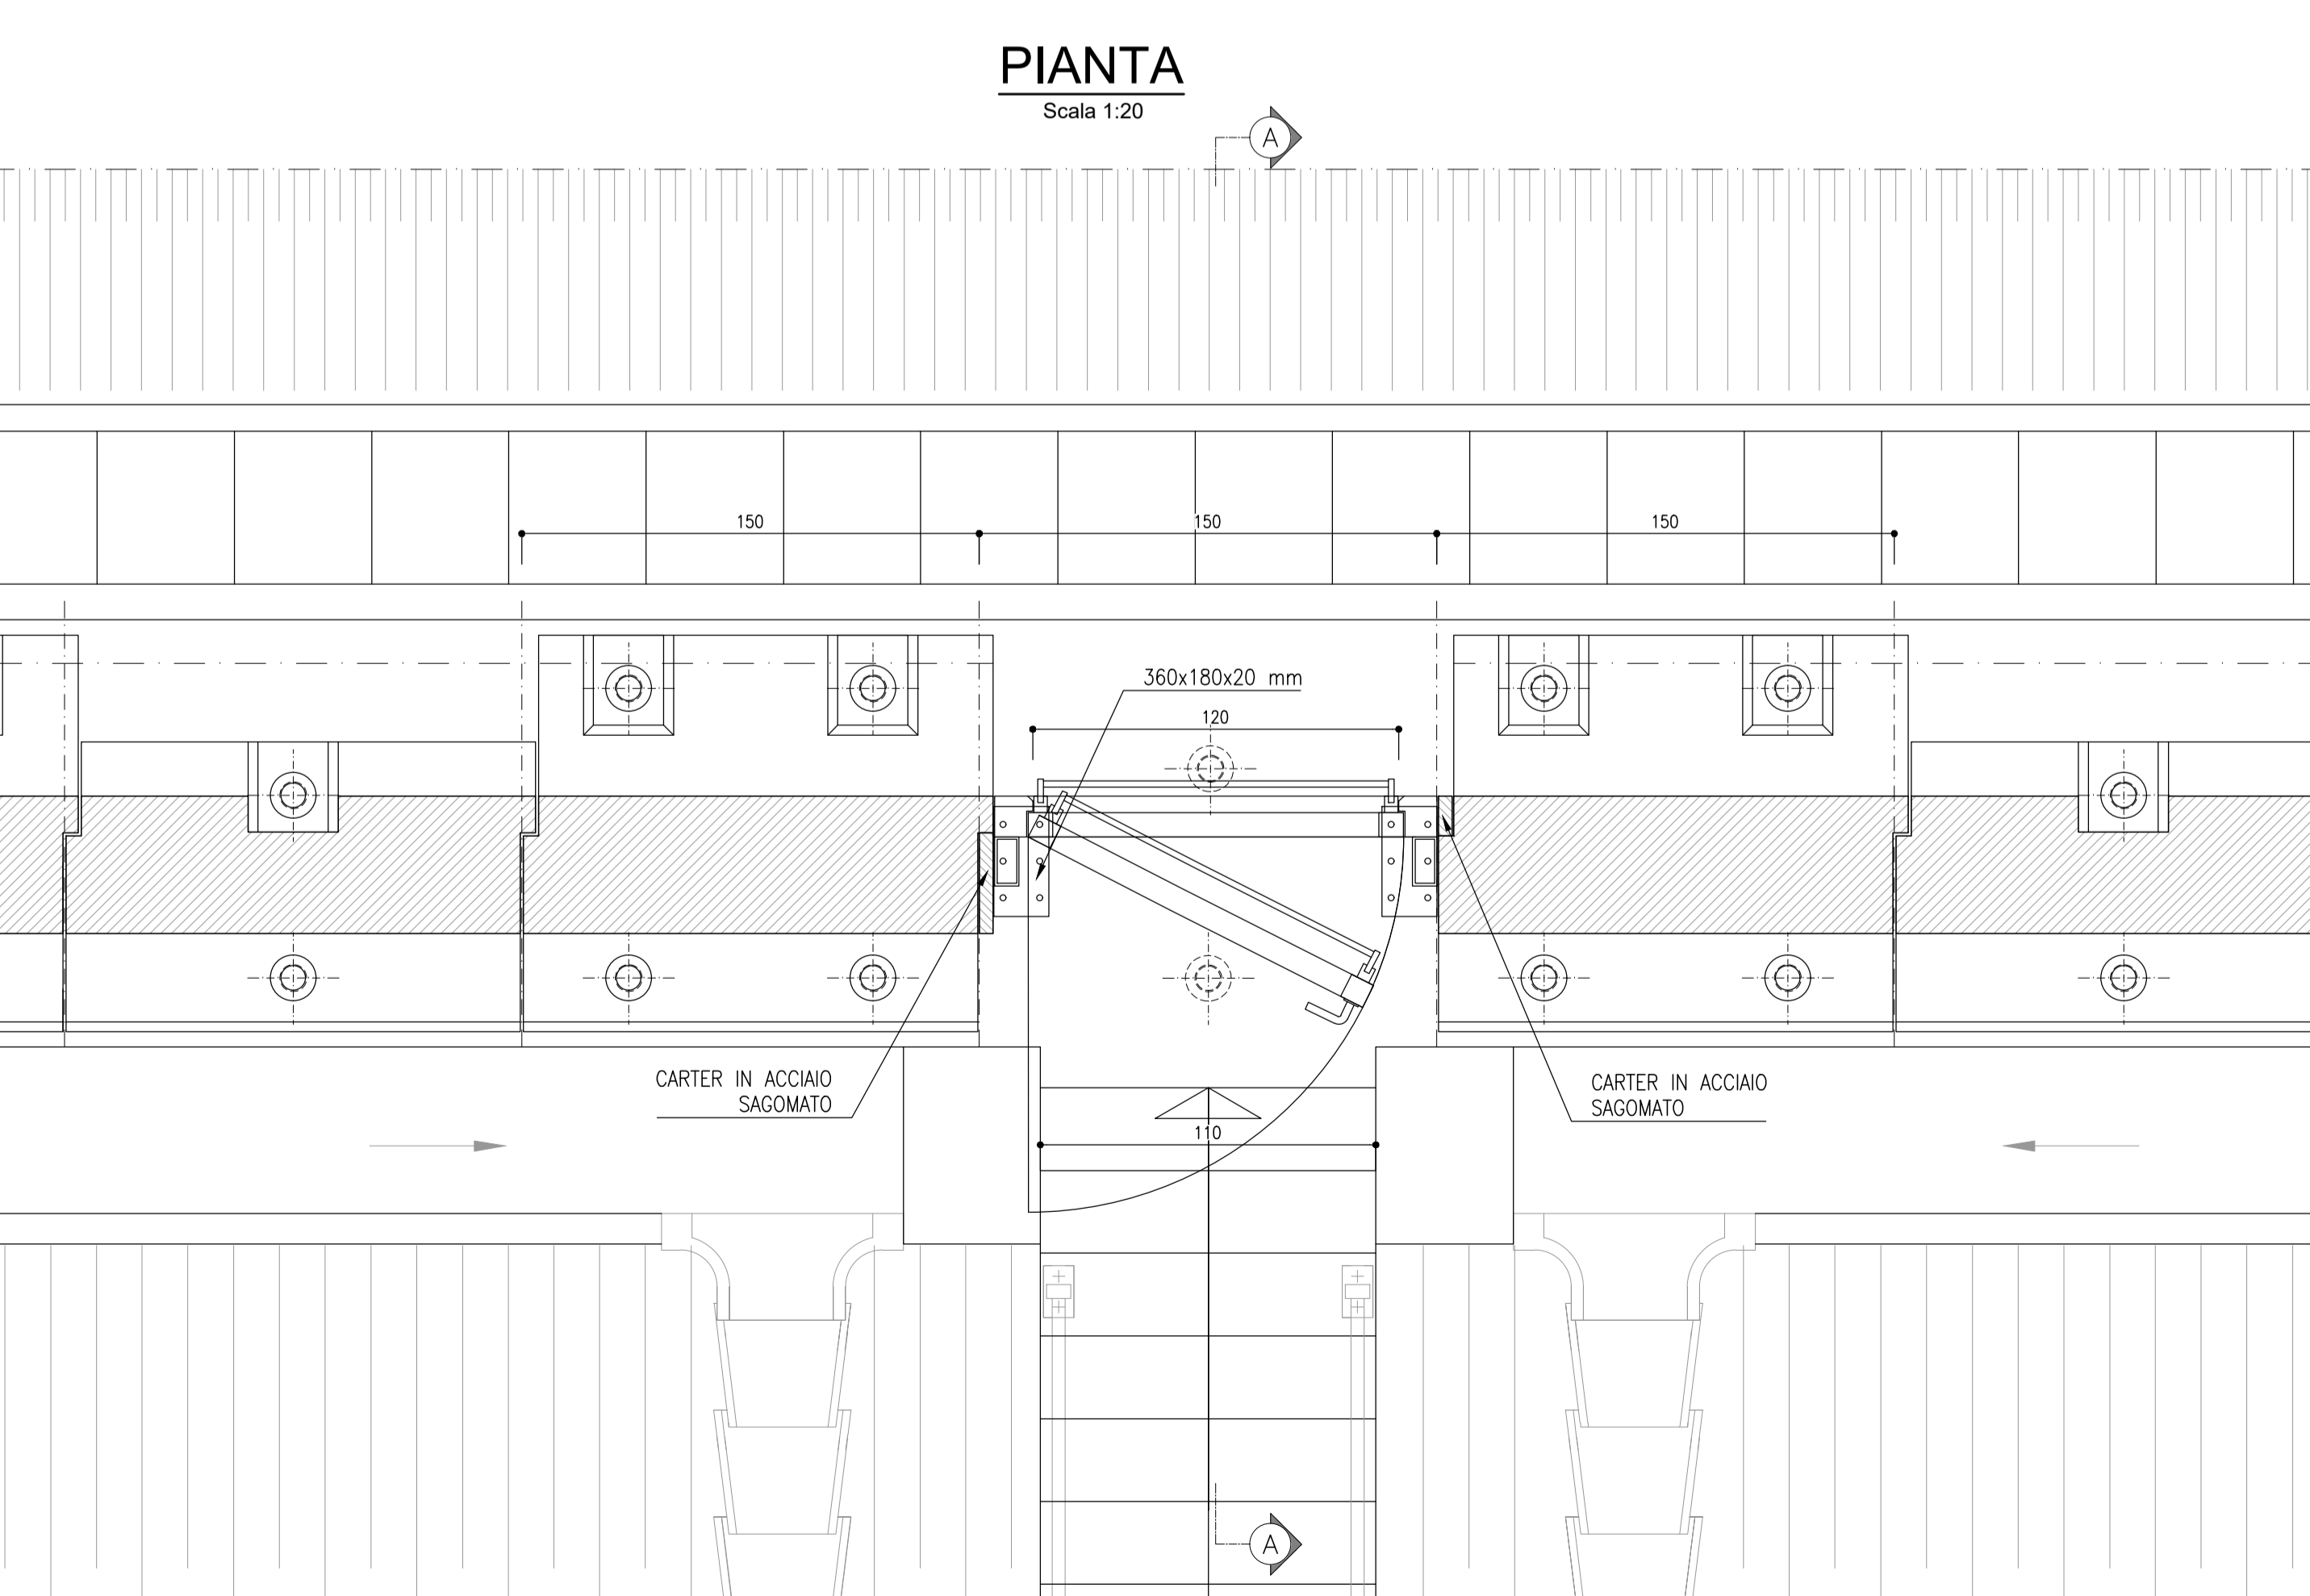 PIANTA
Scala 1:20
A
150
150
150
360x180x20 mm
120
CARTER IN ACCIAIO
SAGOMATO
CARTER IN ACCIAIO
SAGOMATO
110
A